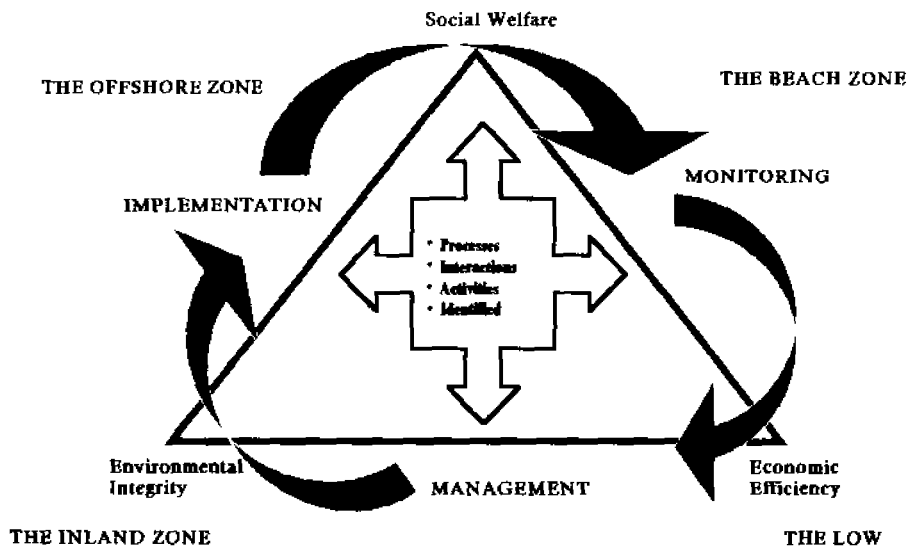 Social Welfare
THE OFFSHORE ZONE
THE BEACH ZONE
MONITORING
IMPLEMENTATION
* Processes
* Interactions
* Activities
* Identified
Environmental
Integrity
MANAGEMENT
Economic
Efficiency
THE INLAND ZONE
THE LOW